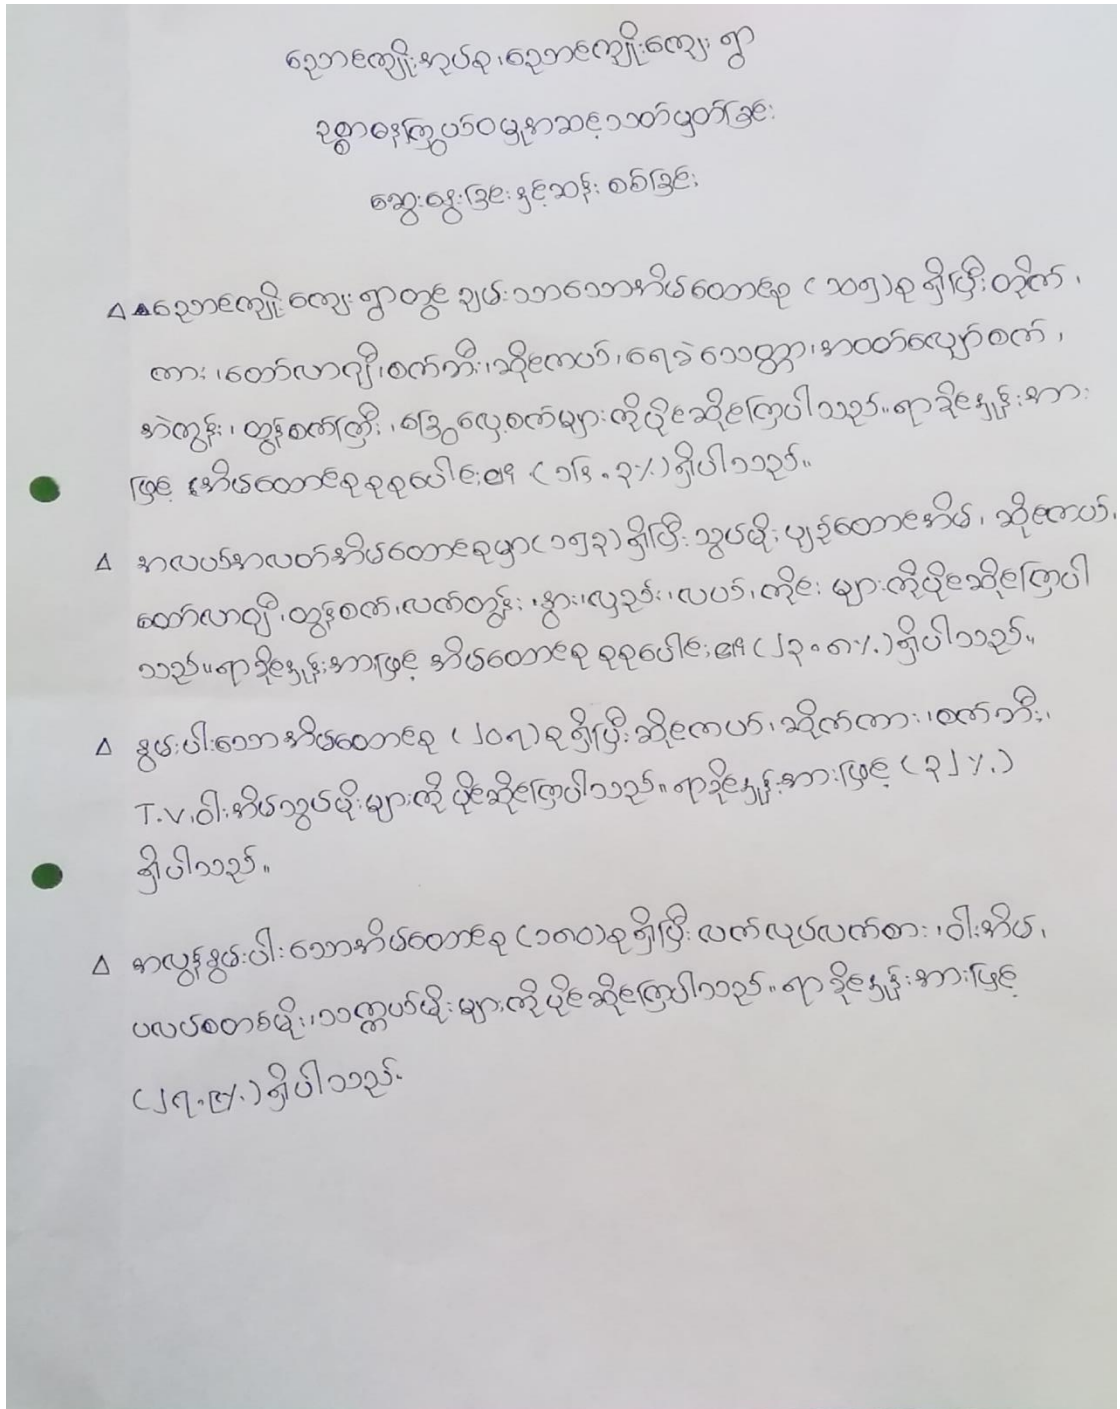 ညောင်ကျိုးအုပ်စု၊ ညောင်ကျိုးကျေးရွာ
ဥစ္စာဓနကြွယ်ဝမှုအဆင့်သတ်မှတ်ခြင်း
ဆွေးနွေးခြင်းနှင့်ဆန်းစစ်ခြင်း
Δ ညောင်ကျိုးကျေးရွာတွင် ချမ်းသာသောအိမ်ထောင်စု ( ၁၀၅ ) စု ရှိပြီး တိုက်၊
ကား၊ ထော်လာဂျီ၊ စက်ဘီး၊ ဆိုင်ကယ်၊ ရေခဲသေတ္တာ၊ အဝတ်လျှော်စက်၊
အဲကွန်း၊ ထွန်စက်ကြီး၊ ခြွေလှေ့စက်များကိုပိုင်ဆိုင်ကြပါသည်။ ရာခိုင်နှုန်းအား
ဖြင့် အိမ်ထောင်စုစုစုပေါင်း၏ ( ၁၆.၃% ) ရှိပါသည်။
Δ အလယ်အလတ်အိမ်ထောင်စုမှာ ( ၁၅၃ ) ရှိပြီး သွပ်မိုးပျဉ်ထောင်အိမ်၊ ဆိုင်ကယ်၊
ထော်လာဂျီ၊ ထွန်စက်၊ လက်တွန်း၊ နွား၊ လှည်း၊ လယ်၊ ကိုင်းများကိုပိုင်ဆိုင်ကြပါ
သည်။ ရာခိုင်နှုန်းအားဖြင့် အိမ်ထောင်စုစုစုပေါင်း၏ ( ၂၃.၈% ) ရှိပါသည်။
Δ နွမ်းပါးသောအိမ်ထောင်စု ( ၂၀၇ ) စု ရှိပြီး ဆိုင်ကယ်၊ ဆိုက်ကား၊ စက်ဘီး၊
T.V၊ ဝါးအိမ်သွပ်မိုးများကို ပိုင်ဆိုင်ကြပါသည်။ ရာခိုင်နှုန်းအားဖြင့် ( ၃၂% )
ရှိပါသည်။
Δ အလွန်နွမ်းပါးသောအိမ်ထောင်စု ( ၁၈၀ ) စု ရှိပြီး လက်လုပ်လက်စား၊ ဝါးအိမ်၊
ပလပ်စတစ်မိုး၊ သက္ကယ်မိုးများကိုပိုင်ဆိုင်ကြပါသည်။ ရာခိုင်နှုန်းအားဖြင့်
( ၂၇.၉% ) ရှိပါသည်။